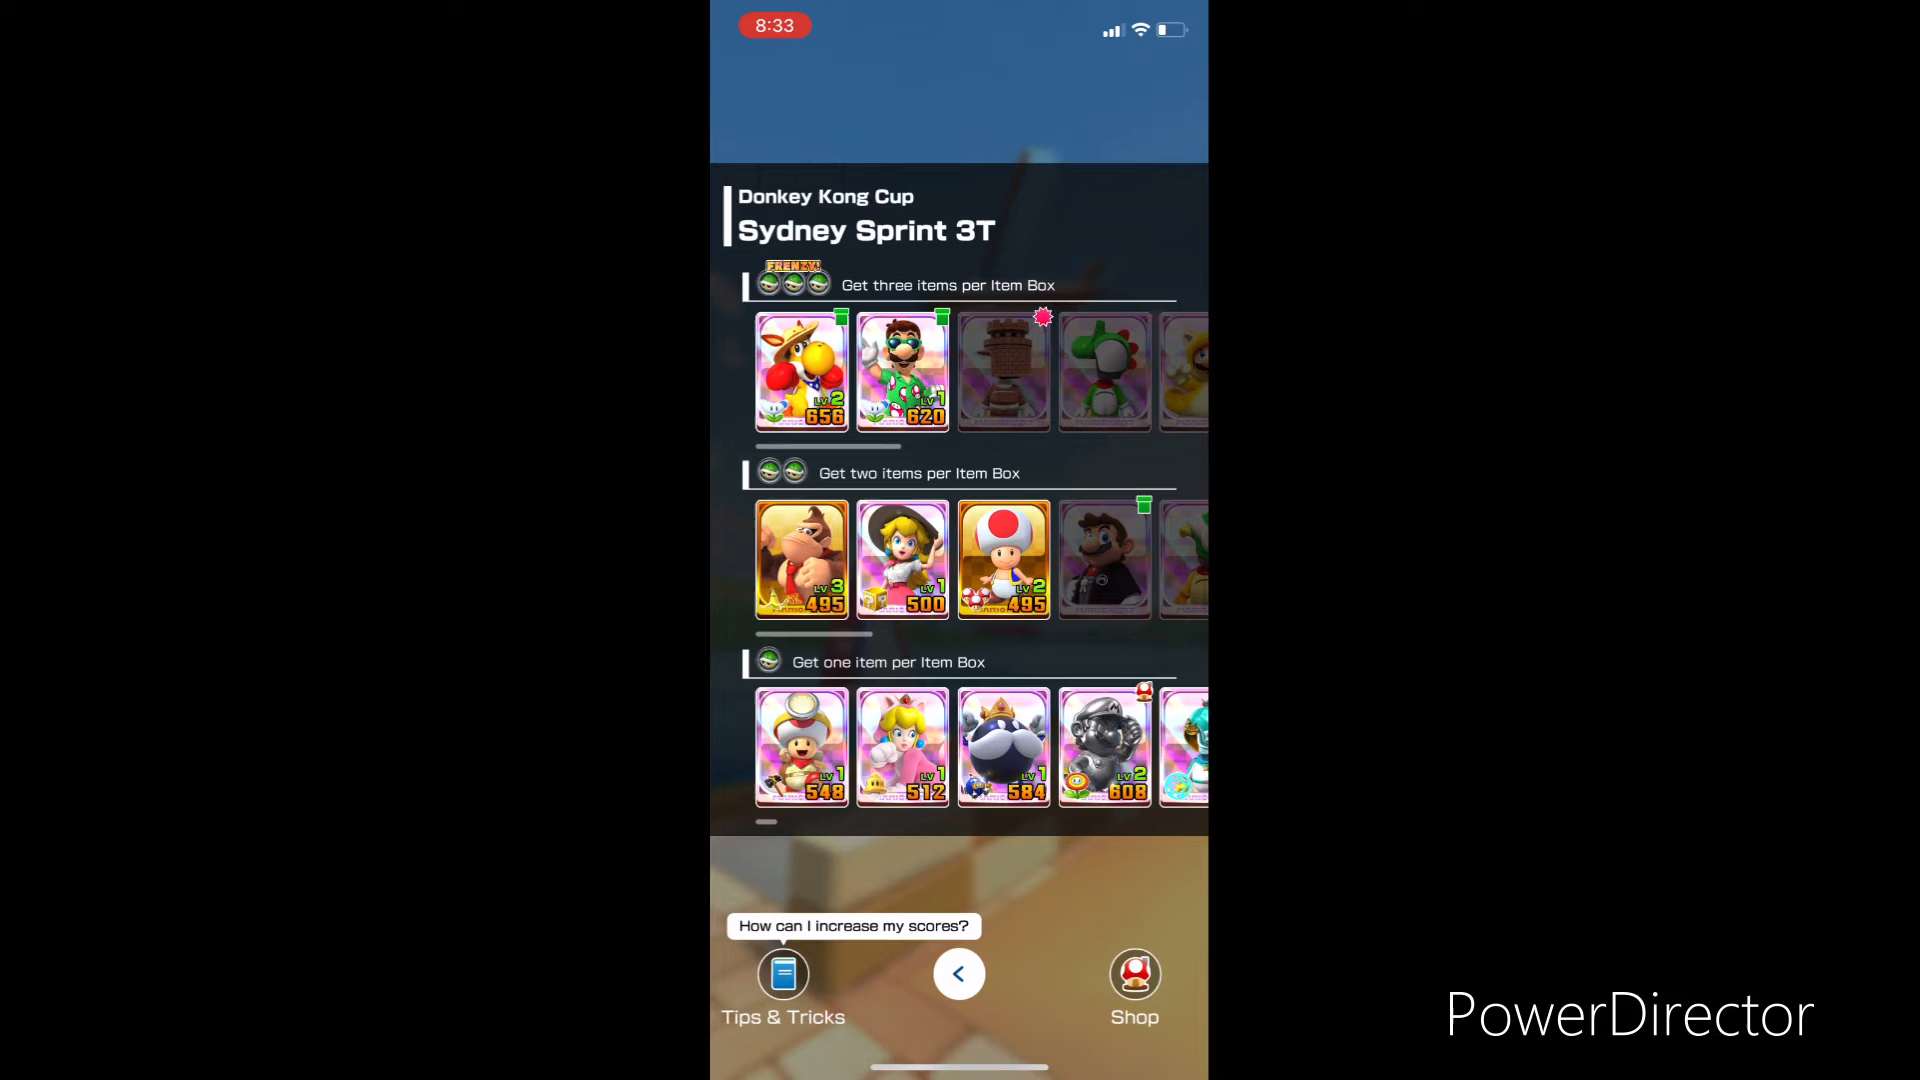 8:33
Donkey Kong Cup
Sydney Sprint 3T
FRENZY!
Get three items per Item Box
LV 2
656
LV 1
620
Get two items per Item Box
LV 3
495
LV 1
500
LV 2
495
Get one item per Item Box
LV 1
548
LV 1
512
LV 1
584
LV 2
608
How can I increase my scores?
Tips & Tricks
Shop
PowerDirector